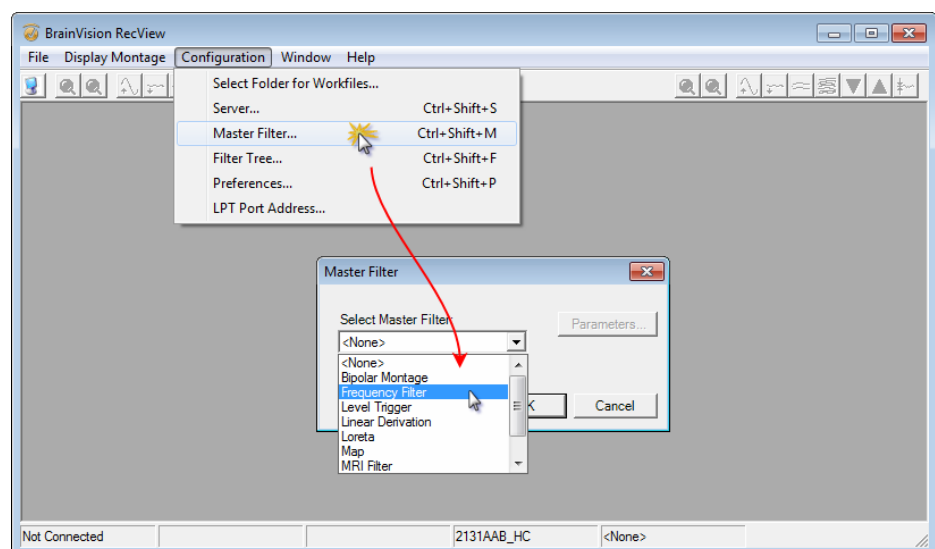 BrainVision RecView
File Display Montage Configuration Window Help
Select Folder for Workfiles...
Server... Ctrl+Shift+S
Master Filter... Ctrl+Shift+M
Filter Tree... Ctrl+Shift+F
Preferences... Ctrl+Shift+P
LPT Port Address...
Master Filter
Select Master Filter:
Parameters...
<None>
<None>
Bipolar Montage
Frequency Filter
Level Trigger
Linear Derivation
Loreta
Map
MRI Filter
K Cancel
Not Connected 2131AAB_HC <None>